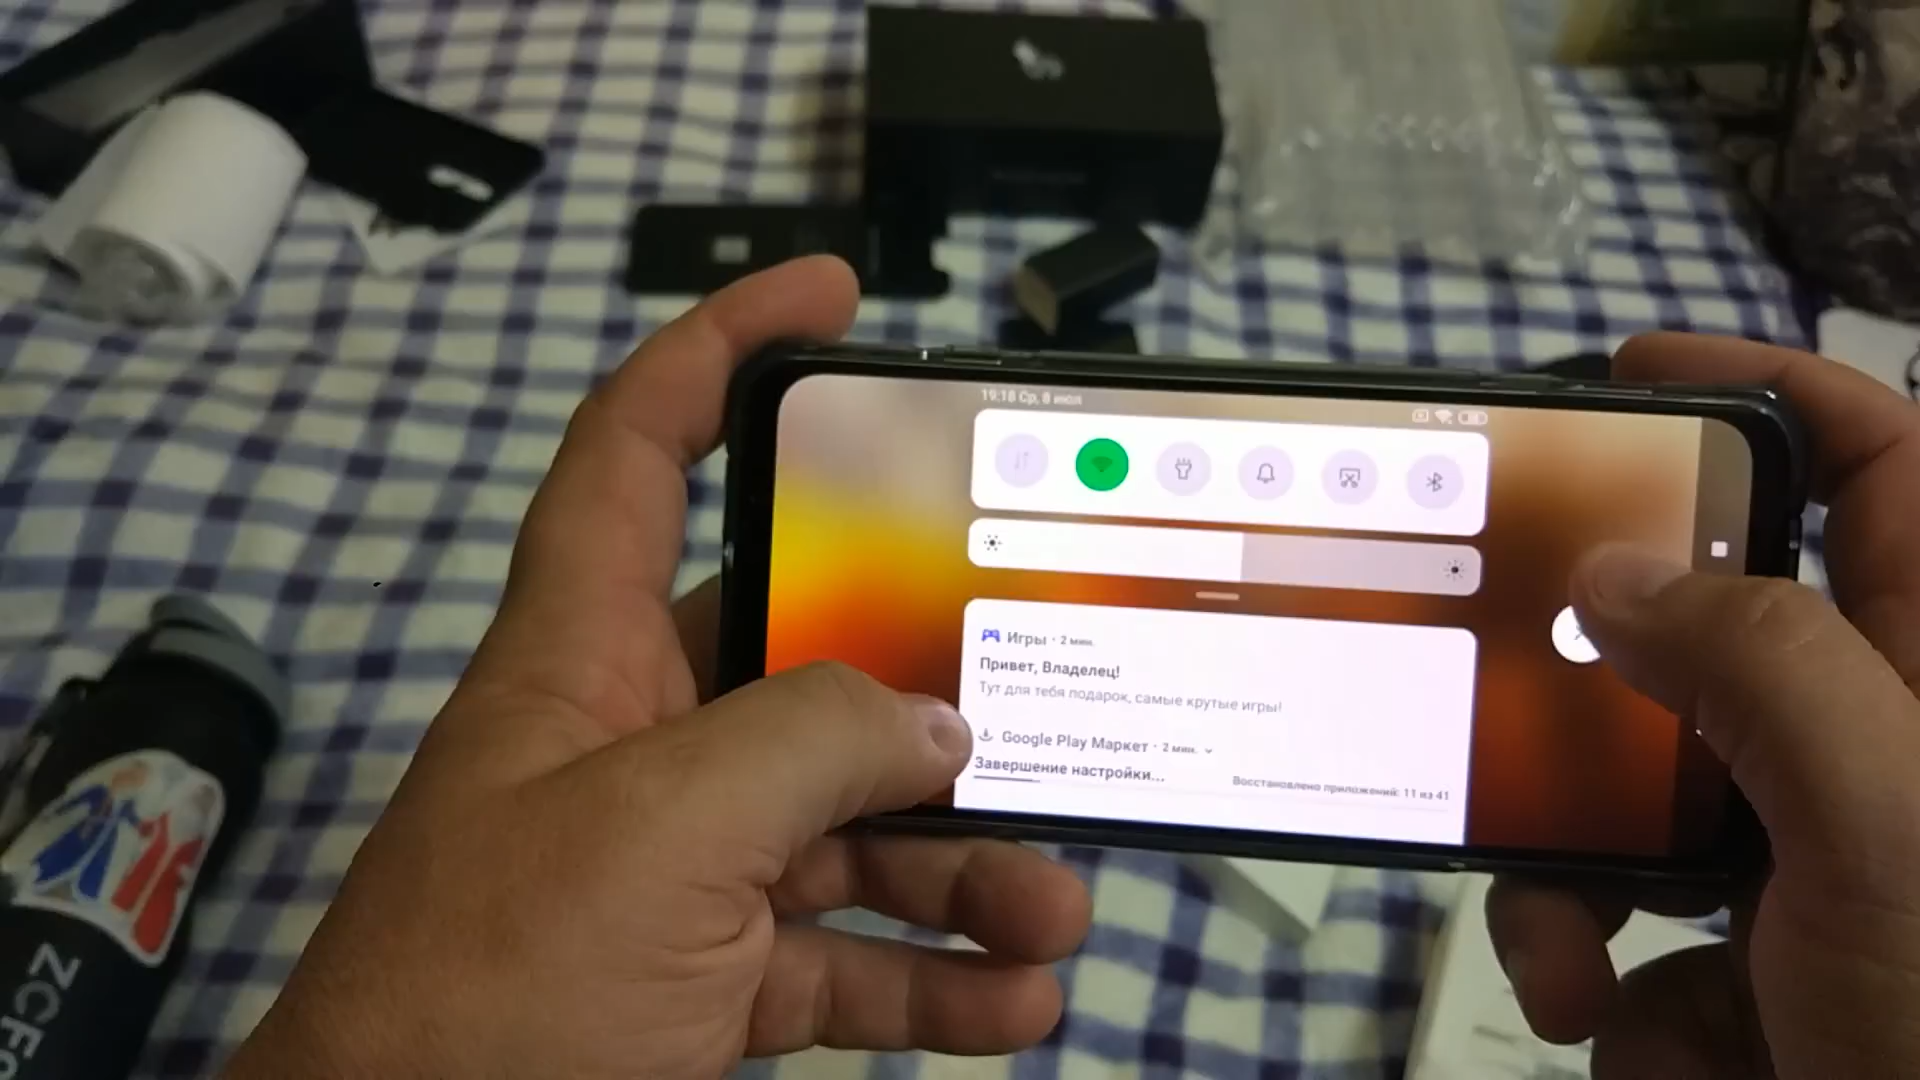 19:18 Ср, 8 июл
Игры · 2 мин.
Привет, Владелец!
Тут для тебя подарок, самые крутые игры!
Google Play Маркет · 2 мин.
Завершение настройки...
Восстановлено приложений: 11 из 41